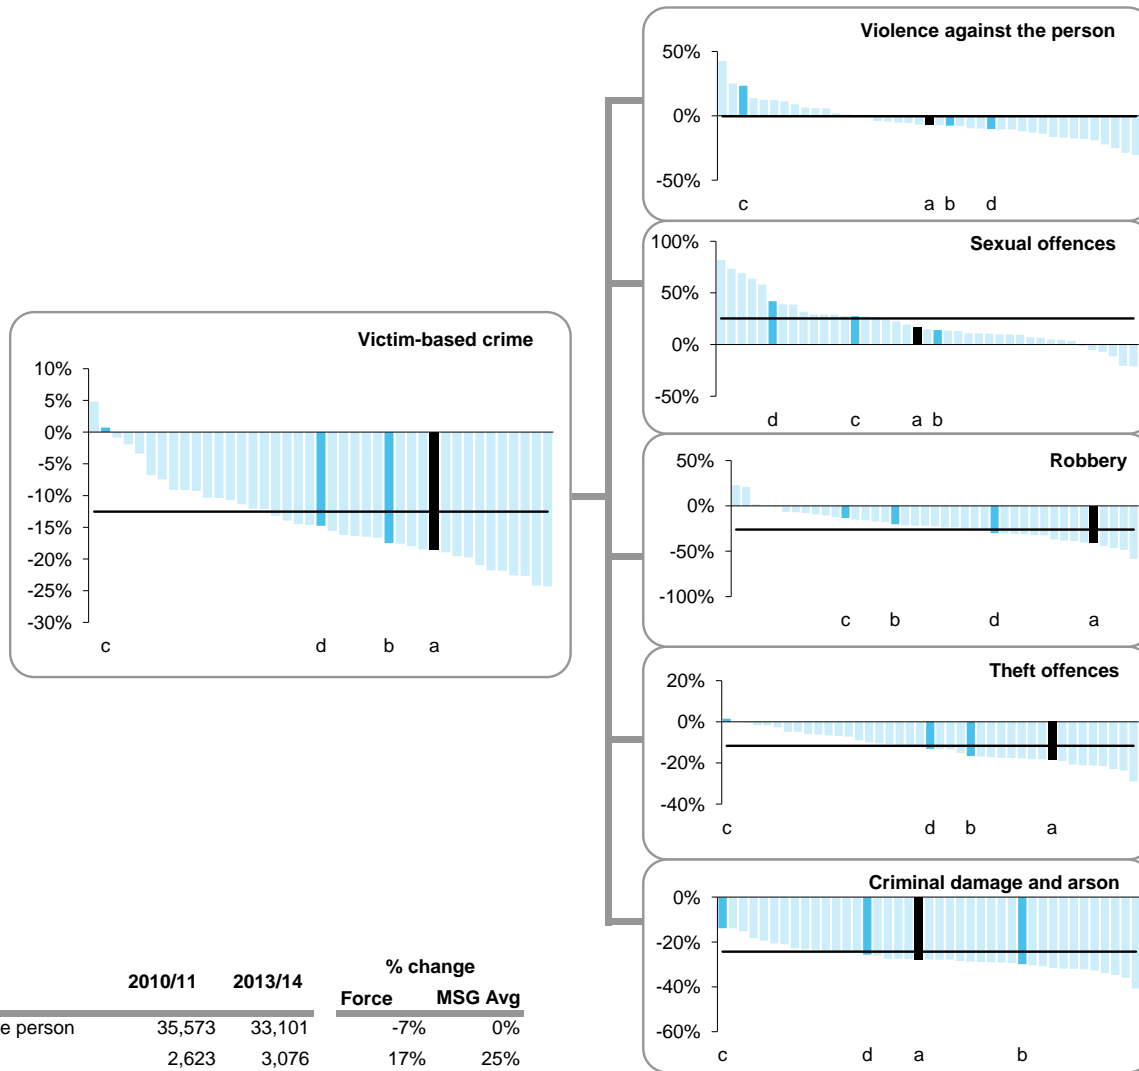 Violence against the person
50%
0%
-50%
c a b d
Sexual offences
100%
50%
0%
-50%
d c a b
Victim-based crime
10%
5%
0%
-5%
-10%
-15%
-20%
-25%
-30%
c d b a
Robbery
50%
0%
-50%
-100%
c b d a
Theft offences
20%
0%
-20%
-40%
c d b a
Criminal damage and arson
0%
-20%
-40%
-60%
c d a b
2010/11 2013/14 % change
Force MSG Avg
e person 35,573 33,101 -7% 0%
2,623 3,076 17% 25%